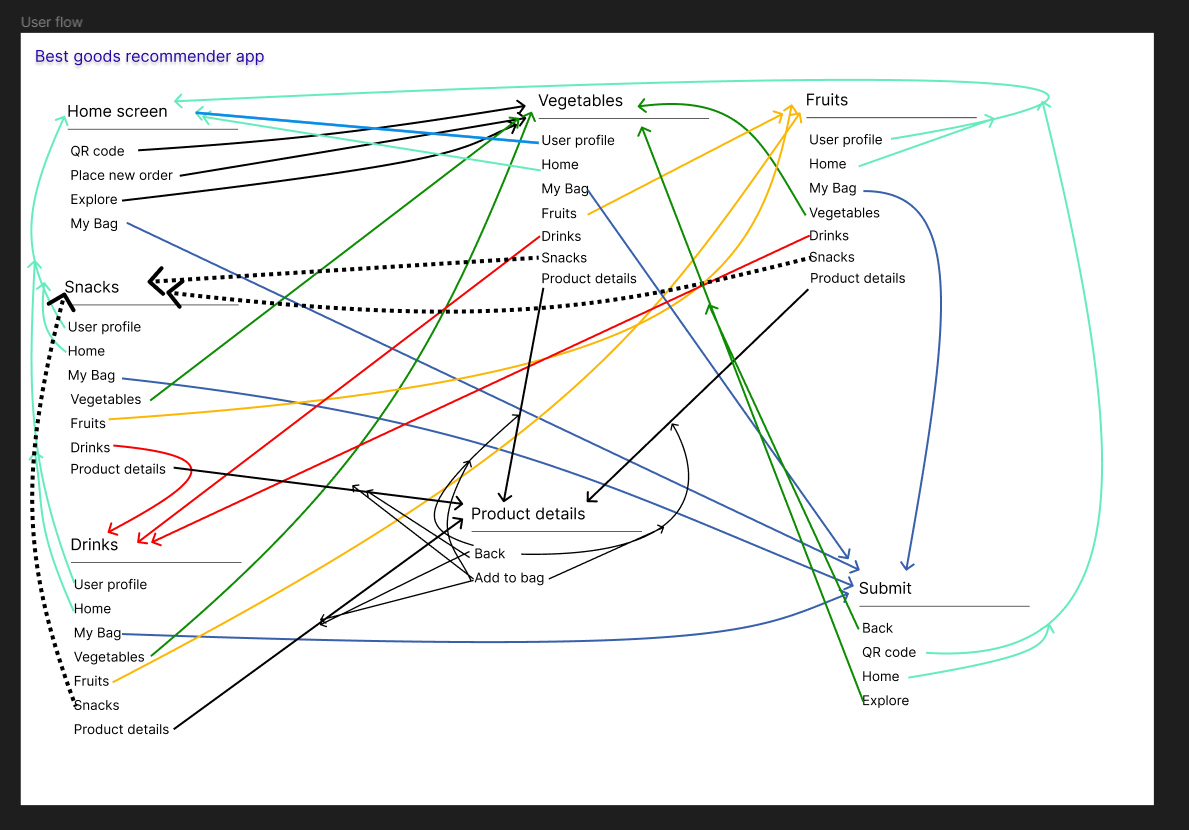 User flow
Best goods recommender app
Home screen
QR code
Place new order
Explore
My Bag
Vegetables
User profile
Home
My Bag
Fruits
Drinks
Snacks
Product details
Fruits
User profile
Home
My Bag
Vegetables
Drinks
Snacks
Product details
Snacks
User profile
Home
My Bag
Vegetables
Fruits
Drinks
Product details
Drinks
User profile
Home
My Bag
Vegetables
Fruits
Snacks
Product details
Product details
Back
Add to bag
Submit
Back
QR code
Home
Explore